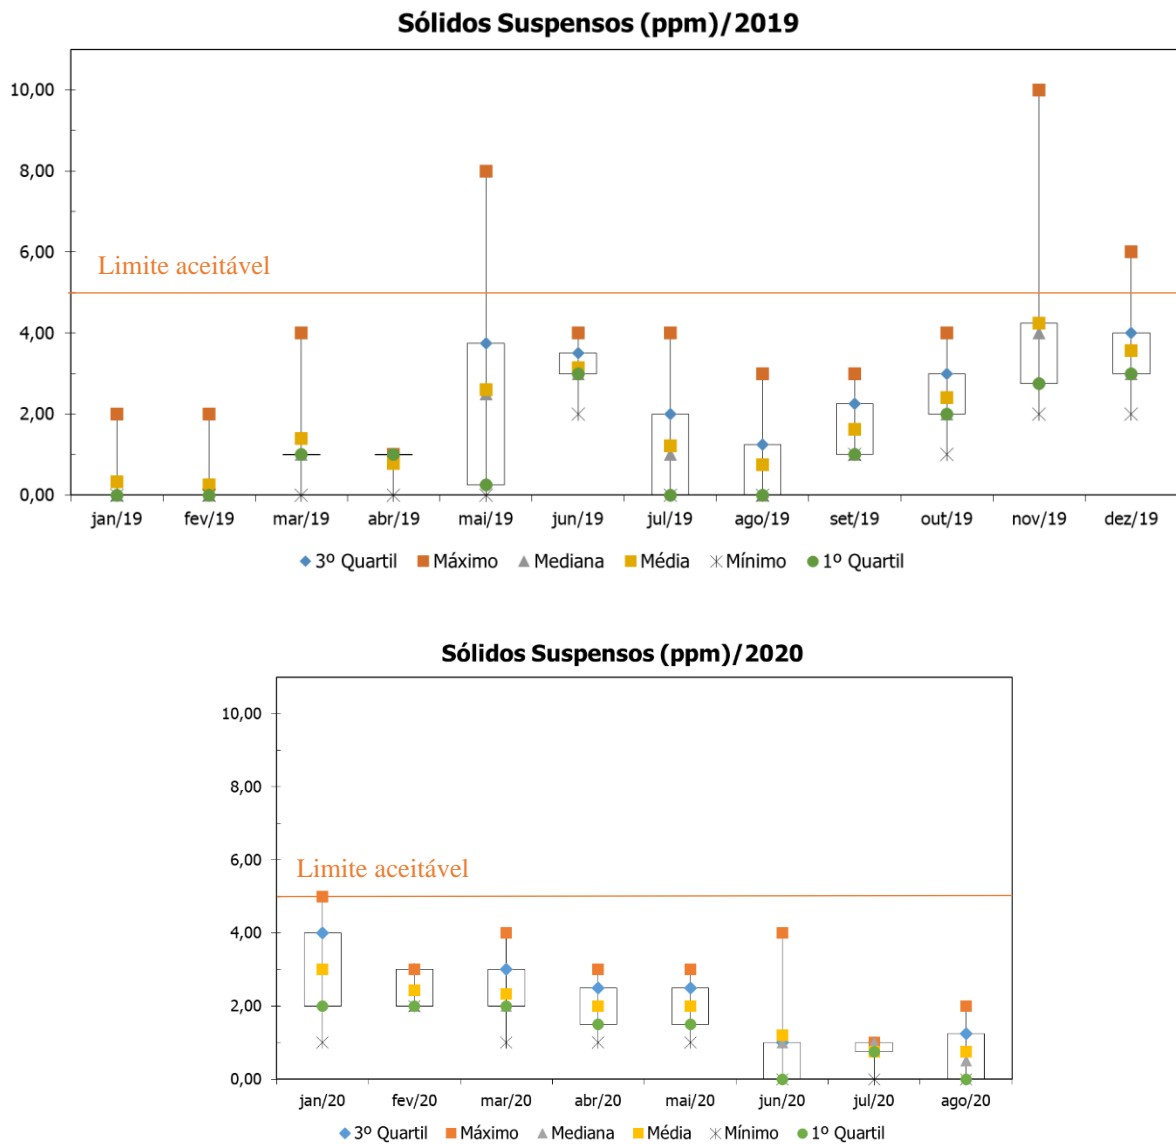 Sólidos Suspensos (ppm)/2019
10,00
8,00
6,00
Limite aceitável
4,00
2,00
0,00
jan/19 fev/19 mar/19 abr/19 mai/19 jun/19 jul/19 ago/19 set/19 out/19 nov/19 dez/19
3º Quartil Máximo Mediana Média Mínimo 1º Quartil
Sólidos Suspensos (ppm)/2020
10,00
8,00
6,00
Limite aceitável
4,00
2,00
0,00
jan/20 fev/20 mar/20 abr/20 mai/20 jun/20 jul/20 ago/20
3º Quartil Máximo Mediana Média Mínimo 1º Quartil